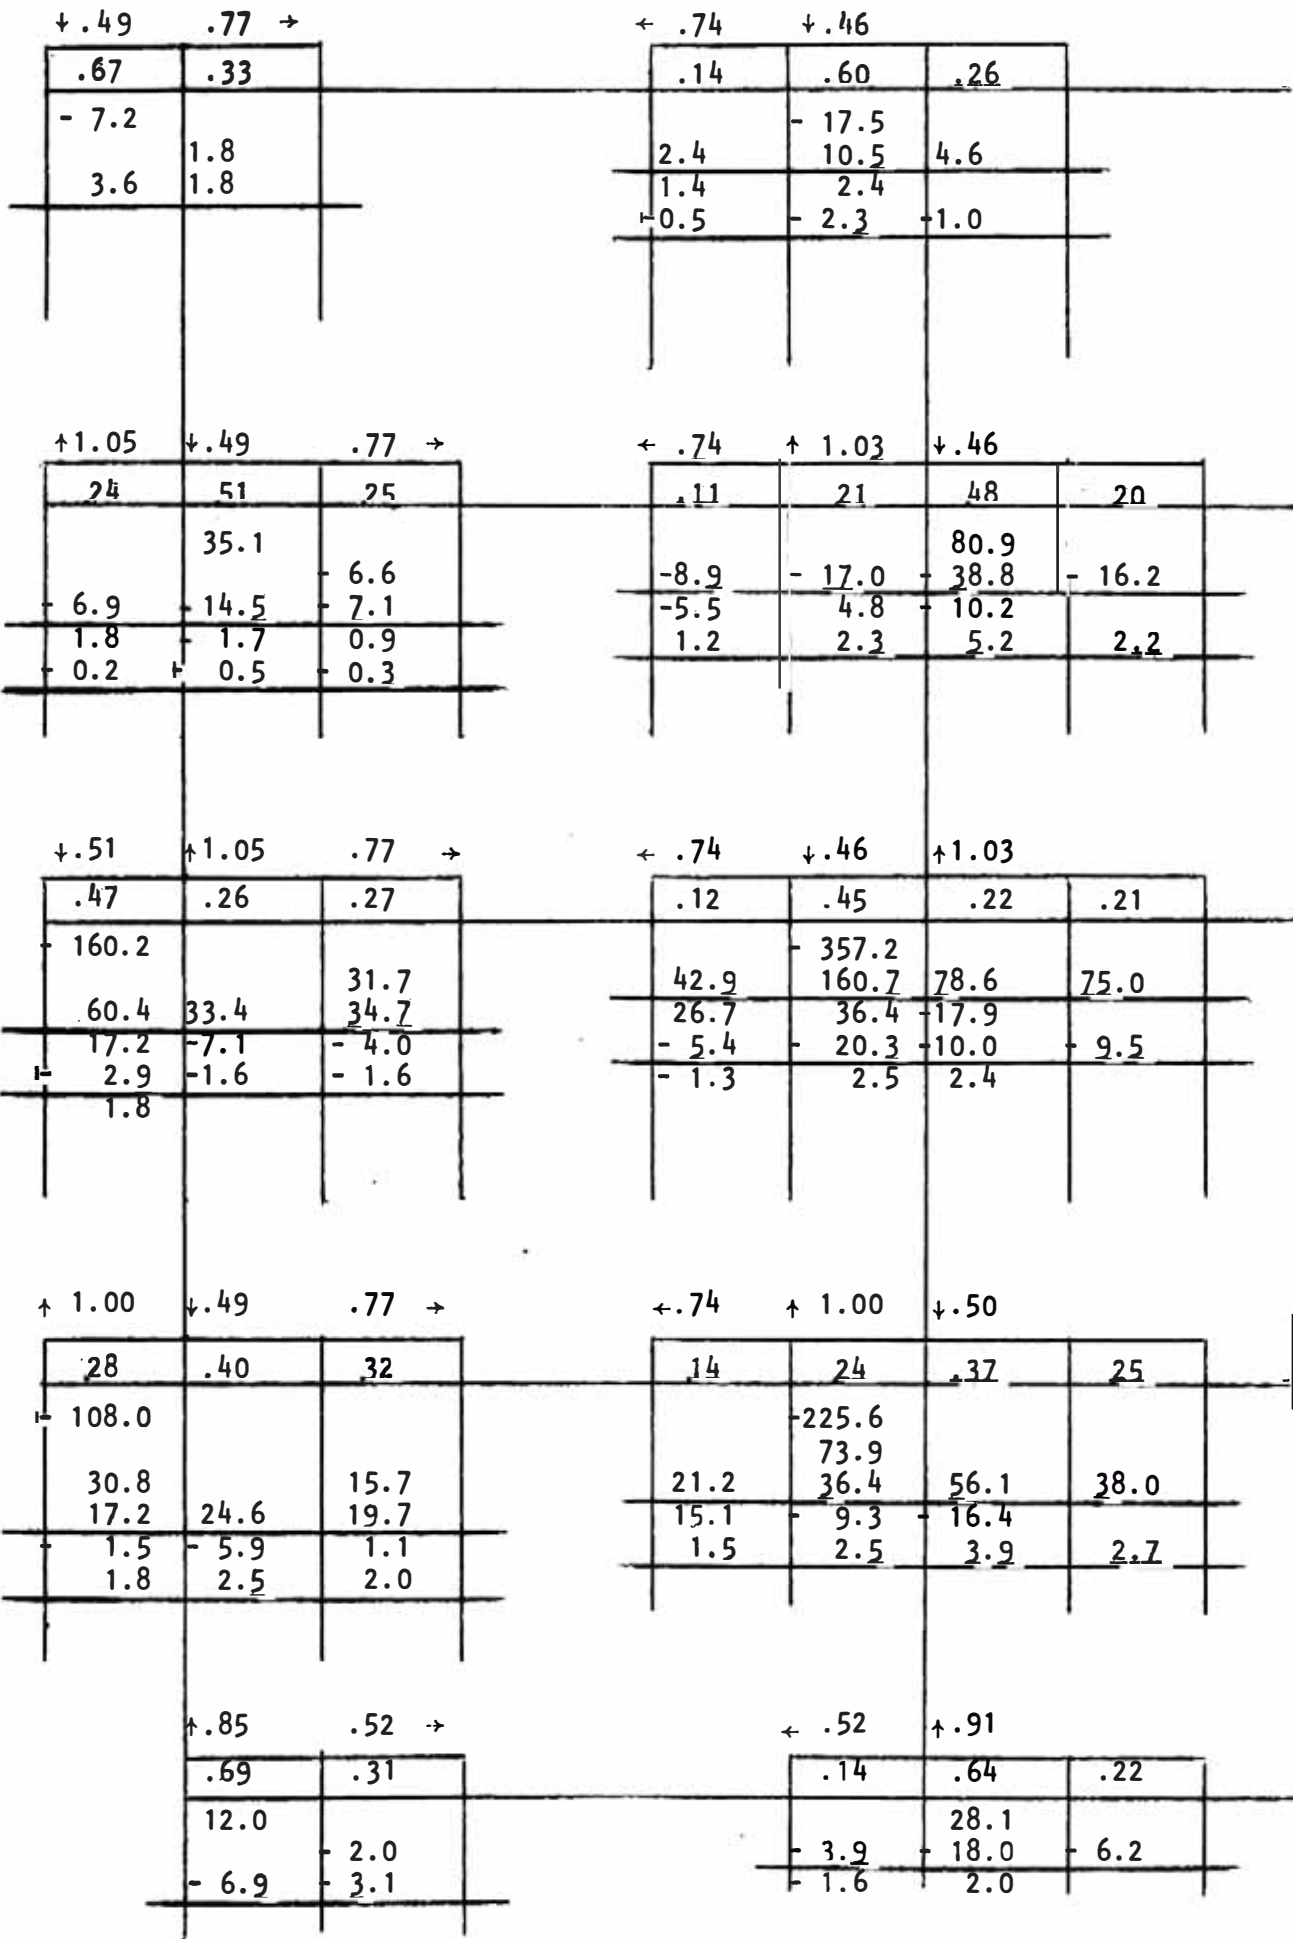 ↓ .49 .77 →
.67 .33
- 7.2
1.8
3.6 1.8
← .74 ↓ .46
.14 .60 .26
- 17.5
2.4 10.5 4.6
1.4 2.4
-0.5 - 2.3 -1.0
↑1.05 ↓.49 .77 →
24 51 25
35.1
- 6.6
- 6.9 -14.5 - 7.1
1.8 - 1.7 0.9
- 0.2 - 0.5 - 0.3
← .74 ↑ 1.03 ↓.46
.11 21 48 20
80.9
-8.9 - 17.0 - 38.8 - 16.2
-5.5 4.8 - 10.2
1.2 2.3 5.2 2.2
↓.51 ↑1.05 .77 →
.47 .26 .27
- 160.2
31.7
60.4 33.4 34.7
17.2 -7.1 - 4.0
- 2.9 -1.6 - 1.6
1.8
← .74 ↓.46 ↑1.03
.12 .45 .22 .21
- 357.2
42.9 160.7 78.6 75.0
26.7 36.4 -17.9
- 5.4 - 20.3 -10.0 - 9.5
- 1.3 2.5 2.4
↑ 1.00 ↓.49 .77 →
.28 .40 .32
- 108.0
30.8 15.7
17.2 24.6 19.7
- 1.5 - 5.9 1.1
1.8 2.5 2.0
←.74 ↑ 1.00 ↓.50
.14 24 .37 25
-225.6
73.9
21.2 36.4 56.1 38.0
15.1 - 9.3 - 16.4
1.5 2.5 3.9 2.7
↑.85 .52 →
.69 .31
12.0
- 2.0
- 6.9 - 3.1
← .52 ↑ .91
.14 .64 .22
28.1
- 3.9 - 18.0 - 6.2
- 1.6 2.0